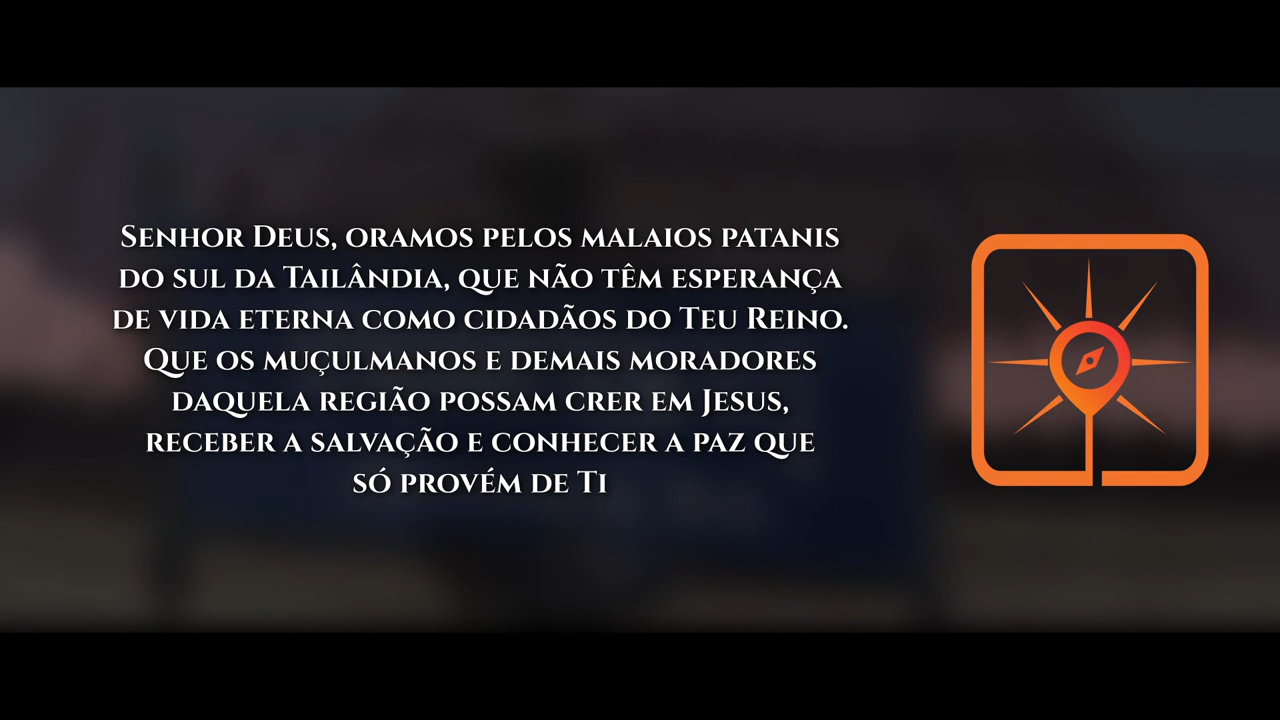 Senhor Deus, oramos pelos malaios patanis
do sul da Tailândia, que não têm esperança
de vida eterna como cidadãos do Teu Reino.
Que os muçulmanos e demais moradores
daquela região possam crer em Jesus,
receber a salvação e conhecer a paz que
só provém de Ti